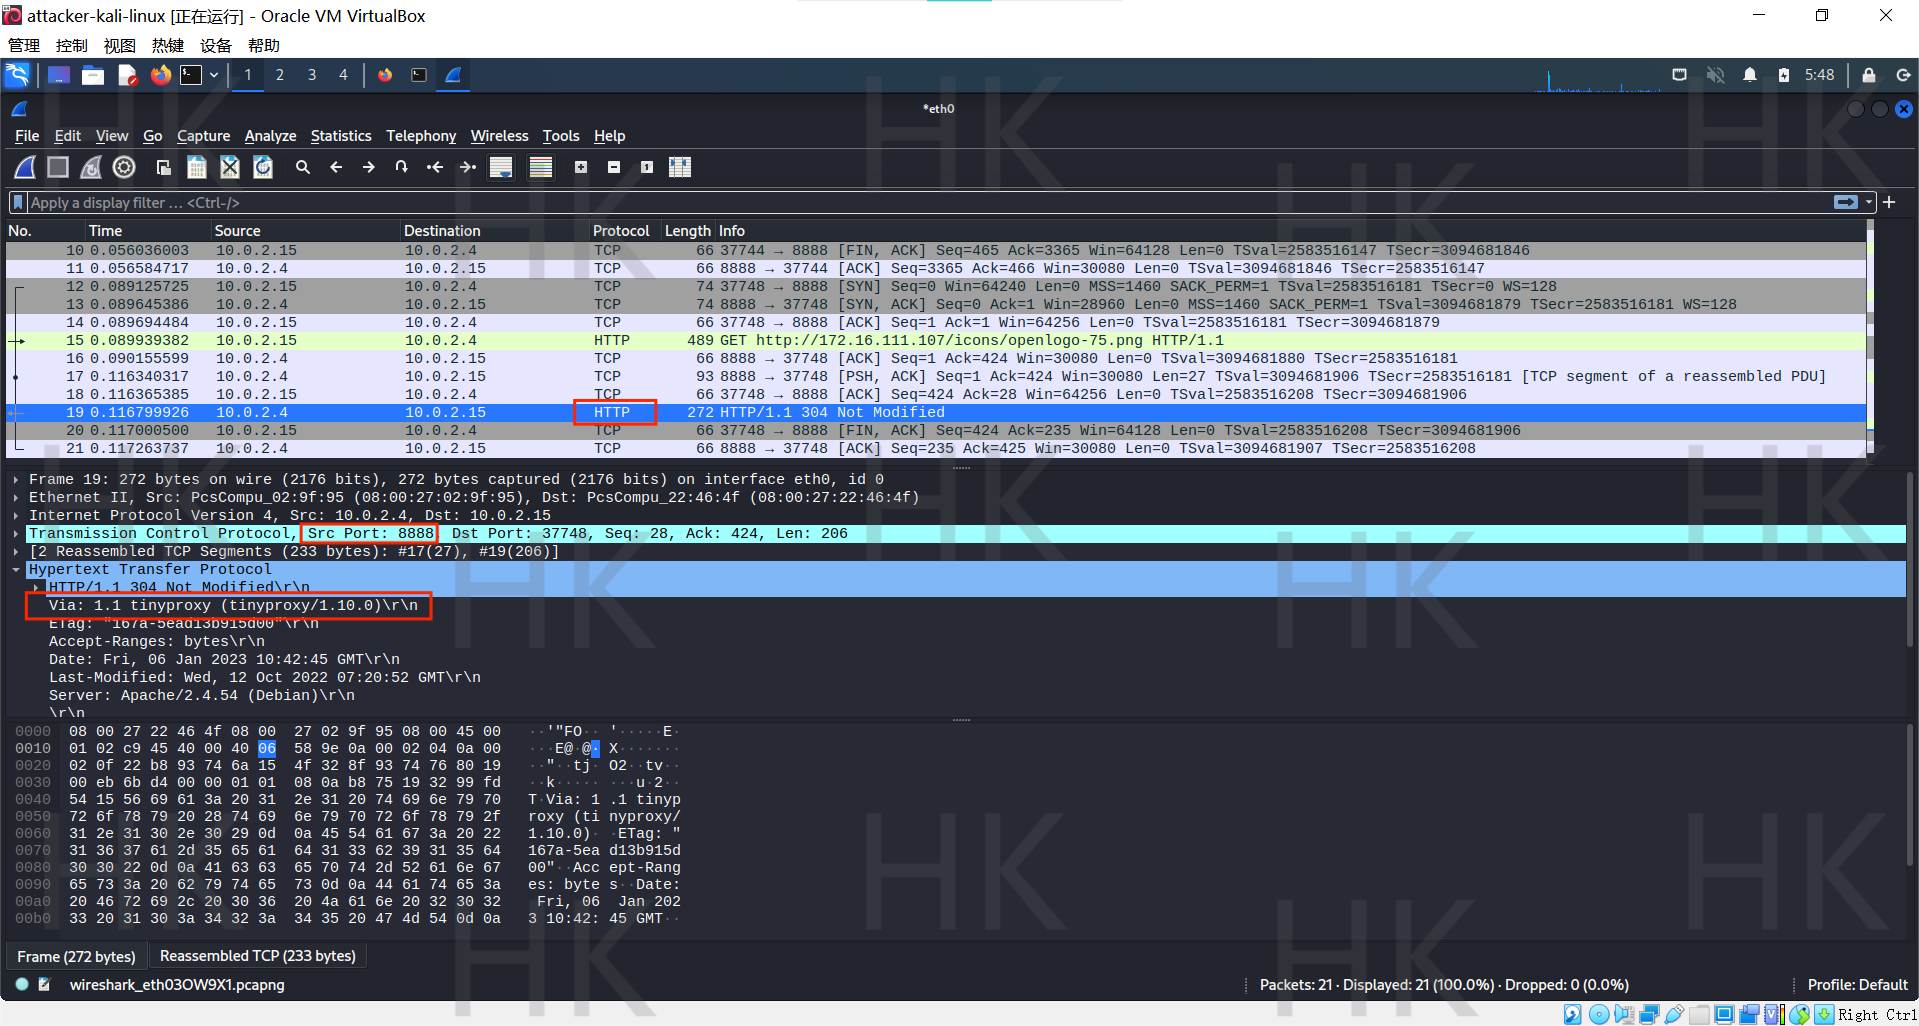 attacker-kali-linux [正在运行] - Oracle VM VirtualBox
管理 控制 视图 热键 设备 帮助
1 2 3 4 5:48
*eth0
File Edit View Go Capture Analyze Statistics Telephony Wireless Tools Help
Apply a display filter … <Ctrl-/>
No. Time Source Destination Protocol Length Info
10 0.056036003 10.0.2.15 10.0.2.4 TCP 66 37744 → 8888 [FIN, ACK] Seq=465 Ack=3365 Win=64128 Len=0 TSval=2583516147 TSecr=3094681846
11 0.056584717 10.0.2.4 10.0.2.15 TCP 66 8888 → 37744 [ACK] Seq=3365 Ack=466 Win=30080 Len=0 TSval=3094681846 TSecr=2583516147
12 0.089125725 10.0.2.15 10.0.2.4 TCP 74 37748 → 8888 [SYN] Seq=0 Win=64240 Len=0 MSS=1460 SACK_PERM=1 TSval=2583516181 TSecr=0 WS=128
13 0.089645386 10.0.2.4 10.0.2.15 TCP 74 8888 → 37748 [SYN, ACK] Seq=0 Ack=1 Win=28960 Len=0 MSS=1460 SACK_PERM=1 TSval=3094681879 TSecr=2583516181 WS=128
14 0.089694484 10.0.2.15 10.0.2.4 TCP 66 37748 → 8888 [ACK] Seq=1 Ack=1 Win=64256 Len=0 TSval=2583516181 TSecr=3094681879
15 0.089939382 10.0.2.15 10.0.2.4 HTTP 489 GET http://172.16.111.107/icons/openlogo-75.png HTTP/1.1
16 0.090155599 10.0.2.4 10.0.2.15 TCP 66 8888 → 37748 [ACK] Seq=1 Ack=424 Win=30080 Len=0 TSval=3094681880 TSecr=2583516181
17 0.116340317 10.0.2.4 10.0.2.15 TCP 93 8888 → 37748 [PSH, ACK] Seq=1 Ack=424 Win=30080 Len=27 TSval=3094681906 TSecr=2583516181 [TCP segment of a reassembled PDU]
18 0.116365385 10.0.2.15 10.0.2.4 TCP 66 37748 → 8888 [ACK] Seq=424 Ack=28 Win=64256 Len=0 TSval=2583516208 TSecr=3094681906
19 0.116799926 10.0.2.4 10.0.2.15 HTTP 272 HTTP/1.1 304 Not Modified
20 0.117000500 10.0.2.15 10.0.2.4 TCP 66 37748 → 8888 [FIN, ACK] Seq=424 Ack=235 Win=64128 Len=0 TSval=2583516208 TSecr=3094681906
21 0.117263737 10.0.2.4 10.0.2.15 TCP 66 8888 → 37748 [ACK] Seq=235 Ack=425 Win=30080 Len=0 TSval=3094681907 TSecr=2583516208
Frame 19: 272 bytes on wire (2176 bits), 272 bytes captured (2176 bits) on interface eth0, id 0
Ethernet II, Src: PcsCompu_02:9f:95 (08:00:27:02:9f:95), Dst: PcsCompu_22:46:4f (08:00:27:22:46:4f)
Internet Protocol Version 4, Src: 10.0.2.4, Dst: 10.0.2.15
Transmission Control Protocol, Src Port: 8888, Dst Port: 37748, Seq: 28, Ack: 424, Len: 206
[2 Reassembled TCP Segments (233 bytes): #17(27), #19(206)]
Hypertext Transfer Protocol
HTTP/1.1 304 Not Modified\r\n
Via: 1.1 tinyproxy (tinyproxy/1.10.0)\r\n
ETag: "167a-5ead13b915d00"\r\n
Accept-Ranges: bytes\r\n
Date: Fri, 06 Jan 2023 10:42:45 GMT\r\n
Last-Modified: Wed, 12 Oct 2022 07:20:52 GMT\r\n
Server: Apache/2.4.54 (Debian)\r\n
\r\n
0000 08 00 27 22 46 4f 08 00 27 02 9f 95 08 00 45 00 ··'"FO·· '·····E·
0010 01 02 c9 45 40 00 40 06 58 9e 0a 00 02 04 0a 00 ···E@·@· X·······
0020 02 0f 22 b8 93 74 6a 15 4f 32 8f 93 74 76 80 19 ··"··tj· O2··tv··
0030 00 eb 6b d4 00 00 01 01 08 0a b8 75 19 32 99 fd ··k····· ···u·2··
0040 54 15 56 69 61 3a 20 31 2e 31 20 74 69 6e 79 70 T·Via: 1 .1 tinyp
0050 72 6f 78 79 20 28 74 69 6e 79 70 72 6f 78 79 2f roxy (ti nyproxy/
0060 31 2e 31 30 2e 30 29 0d 0a 45 54 61 67 3a 20 22 1.10.0)· ·ETag: "
0070 31 36 37 61 2d 35 65 61 64 31 33 62 39 31 35 64 167a-5ea d13b915d
0080 30 30 22 0d 0a 41 63 63 65 70 74 2d 52 61 6e 67 00"··Acc ept-Rang
0090 65 73 3a 20 62 79 74 65 73 0d 0a 44 61 74 65 3a es: byte s··Date:
00a0 20 46 72 69 2c 20 30 36 20 4a 61 6e 20 32 30 32 Fri, 06 Jan 202
00b0 33 20 31 30 3a 34 32 3a 34 35 20 47 4d 54 0d 0a 3 10:42: 45 GMT··
Frame (272 bytes) Reassembled TCP (233 bytes)
wireshark_eth03OW9X1.pcapng Packets: 21 · Displayed: 21 (100.0%) · Dropped: 0 (0.0%) Profile: Default
Right Ctrl
HK